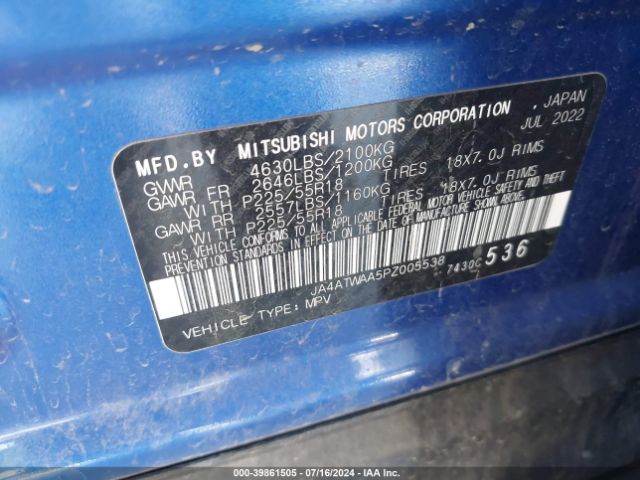 MFD.BY MITSUBISHI MOTORS CORPORATION , JAPAN
GVWR 4630LBS/2100KG JUL 2022
GAWR FR 2646LBS/1200KG
WITH P225/55R18 TIRES 18X7.0J RIMS
GAWR RR 2557LBS/1160KG
WITH P225/55R18 TIRES 18X7.0J RIMS
THIS VEHICLE CONFORMS TO ALL APPLICABLE FEDERAL MOTOR VEHICLE SAFETY AND THEFT
PREVENTION STANDARDS IN EFFECT ON THE DATE OF MANUFACTURE SHOWN ABOVE.
JA4ATWAA5PZ005538 7430C 536
VEHICLE TYPE: MPV
000-39861505 / 07/16/2024 / IAAI.COM